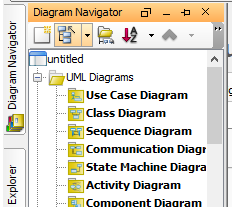 Diagram Navigator
Diagram Navigator
untitled
UML Diagrams
Use Case Diagram
Class Diagram
Sequence Diagram
Communication Diagra
State Machine Diagra
Activity Diagram
Component Diagram
Explorer